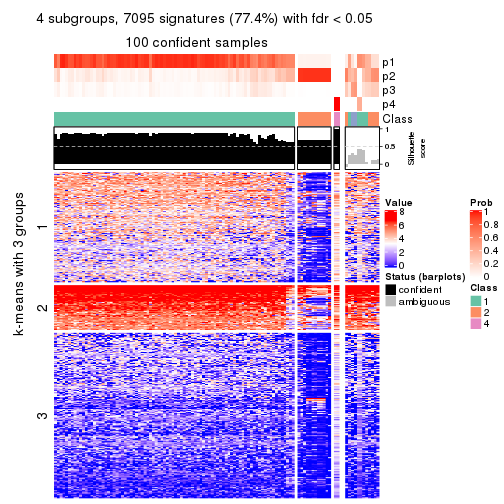 4 subgroups, 7095 signatures (77.4%) with fdr < 0.05
100 confident samples
p1
p2
p3
p4
Class
1
0.5
0
Silhouette
score
k-means with 3 groups
1
2
3
Value
8
6
4
2
0
Status (barplots)
confident
ambiguous
Prob
1
0.8
0.6
0.4
0.2
0
Class
1
2
4